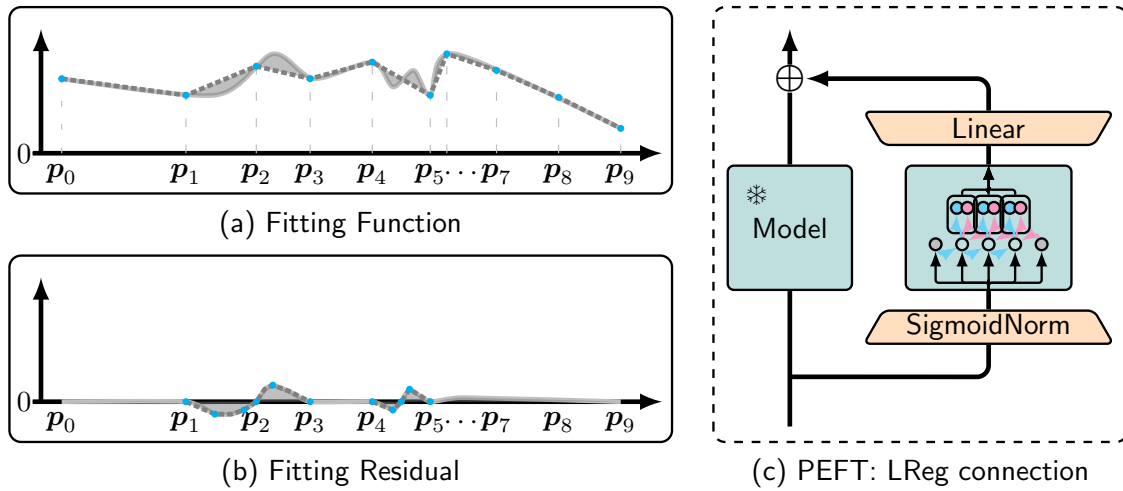 0
p₀ p₁ p₂ p₃ p₄ p₅ ··· p₇ p₈ p₉
(a) Fitting Function
0
p₀ p₁ p₂ p₃ p₄ p₅ ··· p₇ p₈ p₉
(b) Fitting Residual
Linear
Model
SigmoidNorm
(c) PEFT: LReg connection